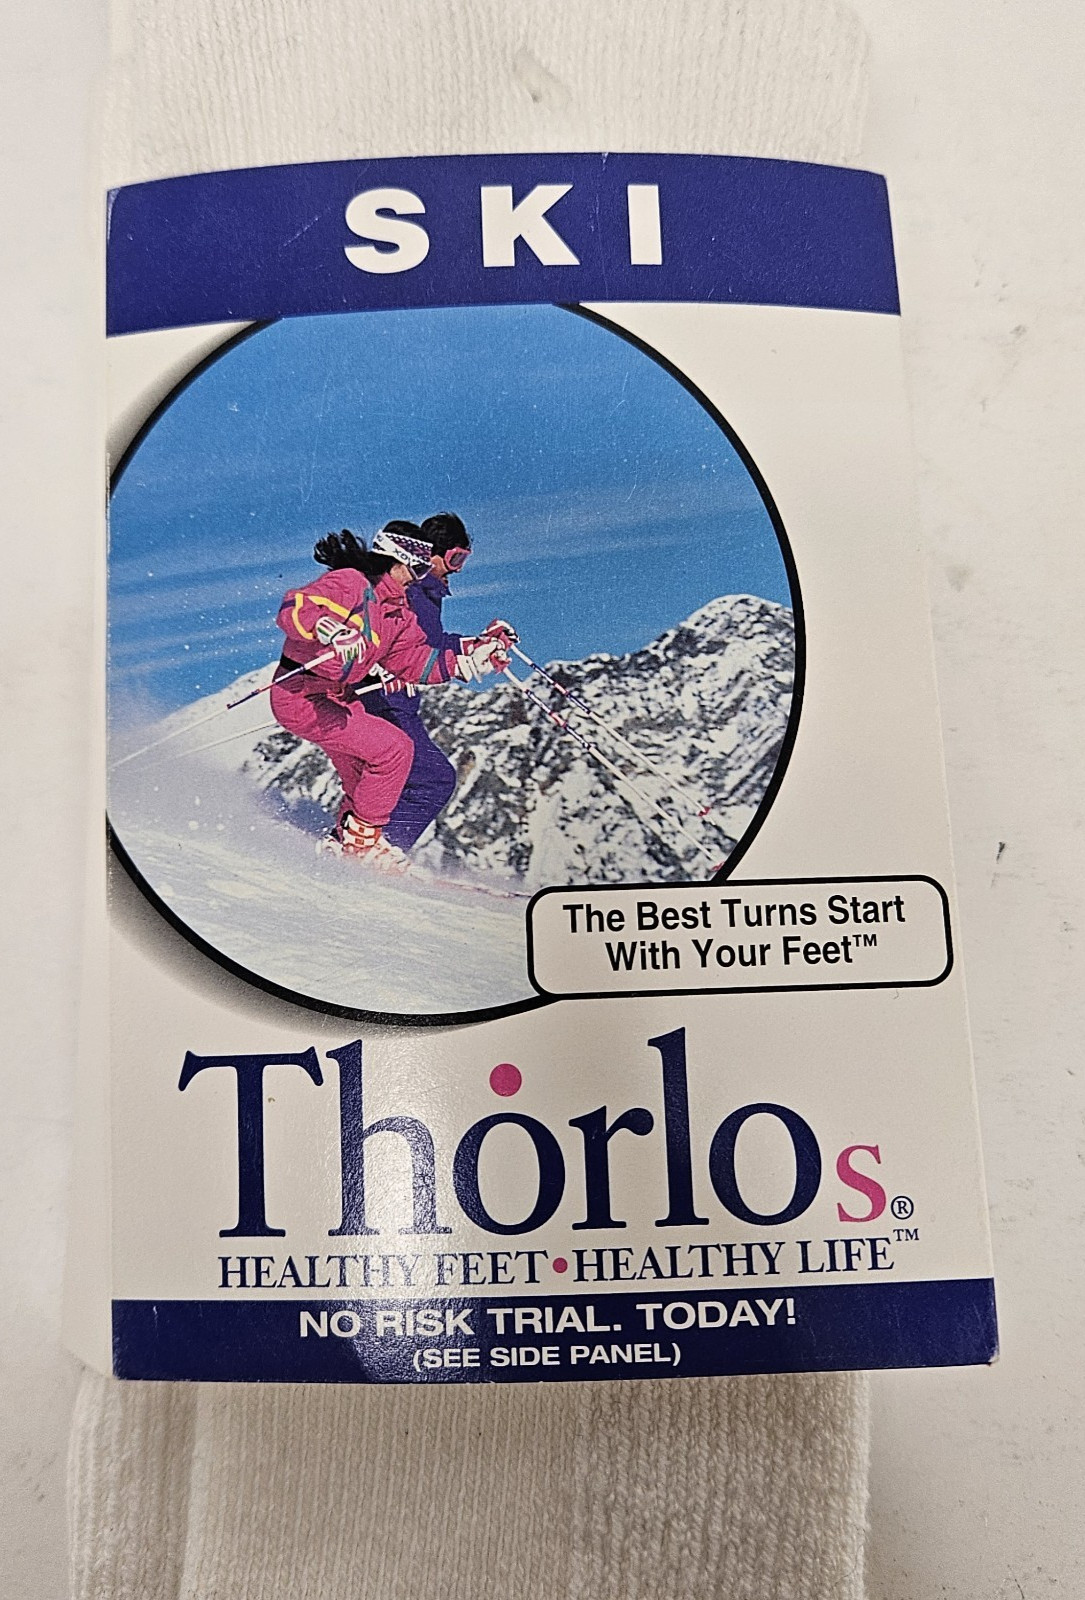 SKI
The Best Turns Start
With Your Feet™
Thorlos®
HEALTHY FEET•HEALTHY LIFE™
NO RISK TRIAL. TODAY!
(SEE SIDE PANEL)